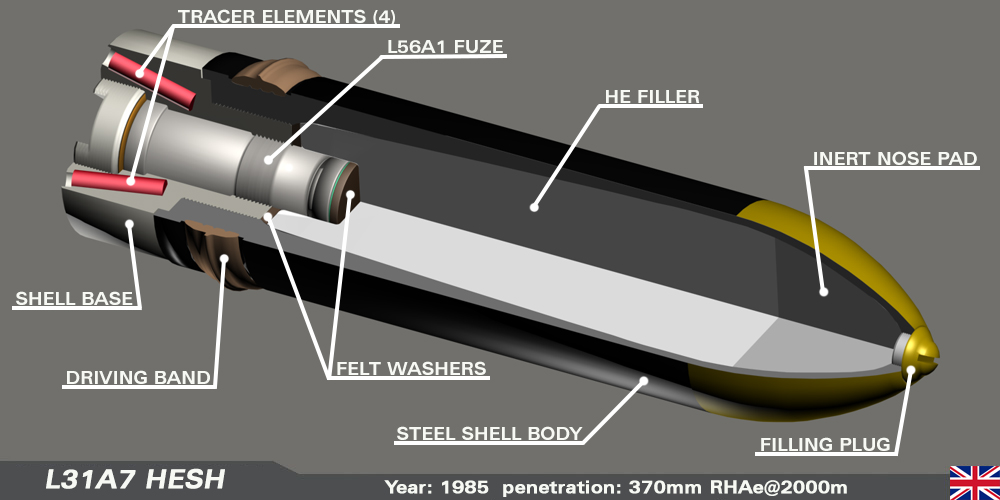 TRACER ELEMENTS (4)
L56A1 FUZE
HE FILLER
INERT NOSE PAD
SHELL BASE
DRIVING BAND
FELT WASHERS
STEEL SHELL BODY
FILLING PLUG
L31A7 HESH
Year: 1985 penetration: 370mm RHAe@2000m